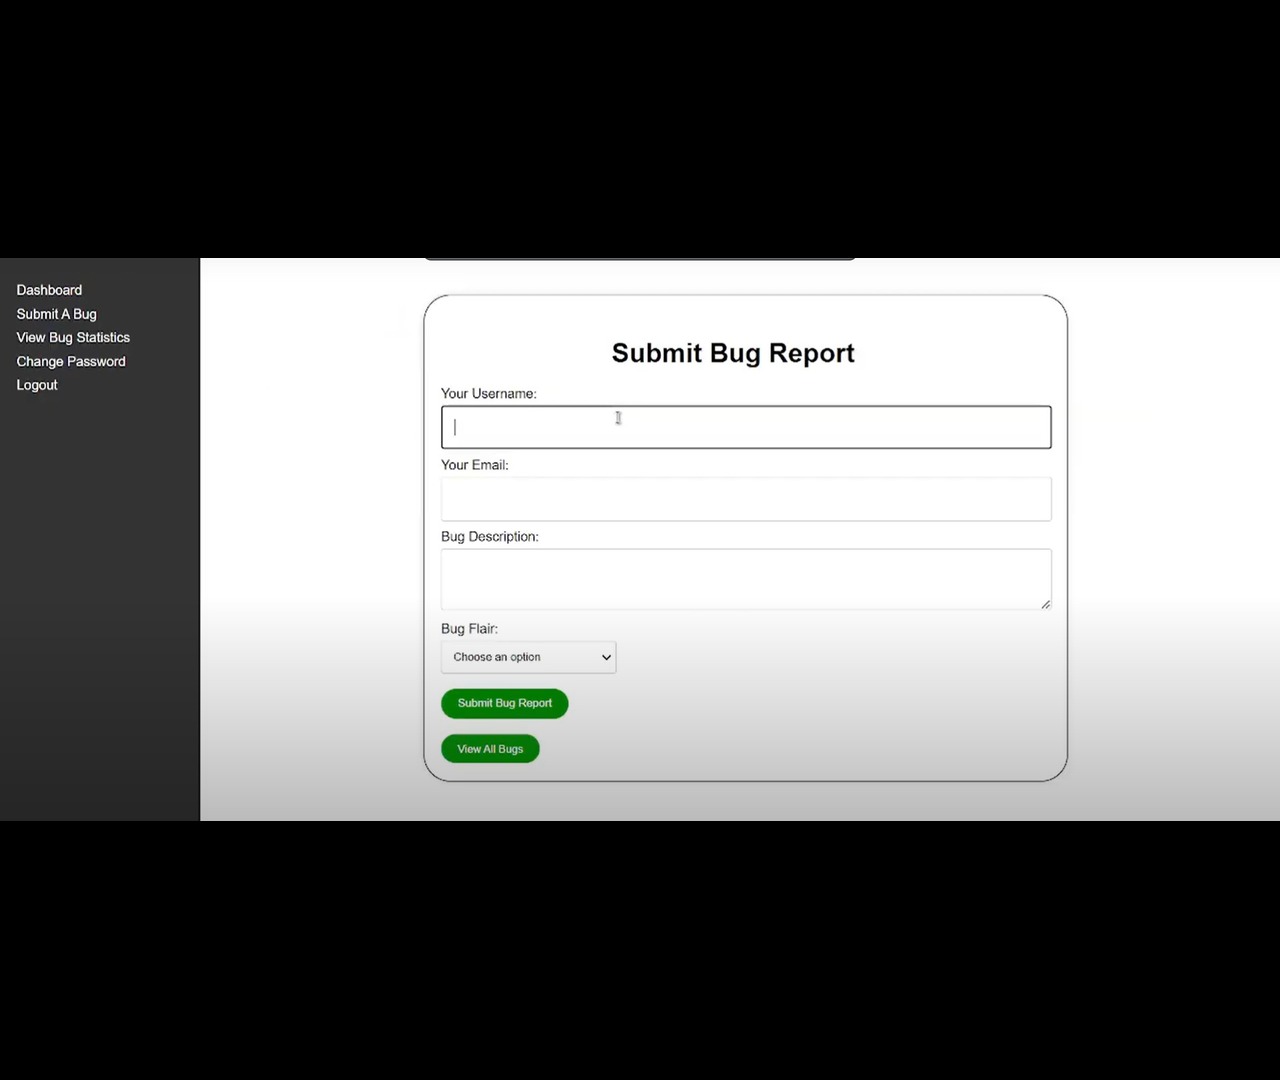 Dashboard
Submit A Bug
View Bug Statistics
Change Password
Logout
Submit Bug Report
Your Username:
Your Email:
Bug Description:
Bug Flair:
Choose an option
Submit Bug Report
View All Bugs